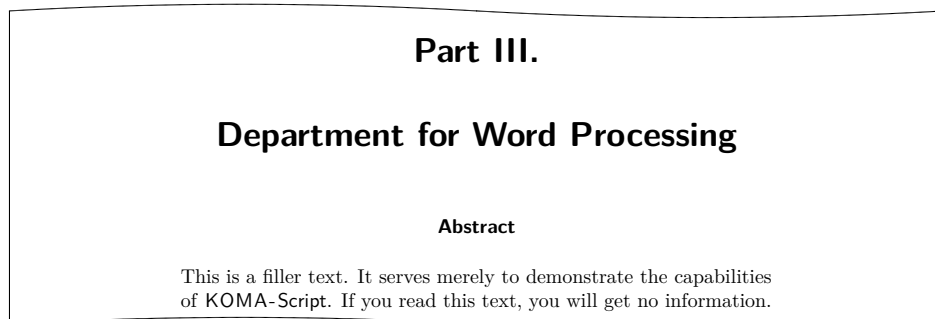 Part III.
Department for Word Processing
Abstract
This is a filler text. It serves merely to demonstrate the capabilities
of KOMA-Script. If you read this text, you will get no information.